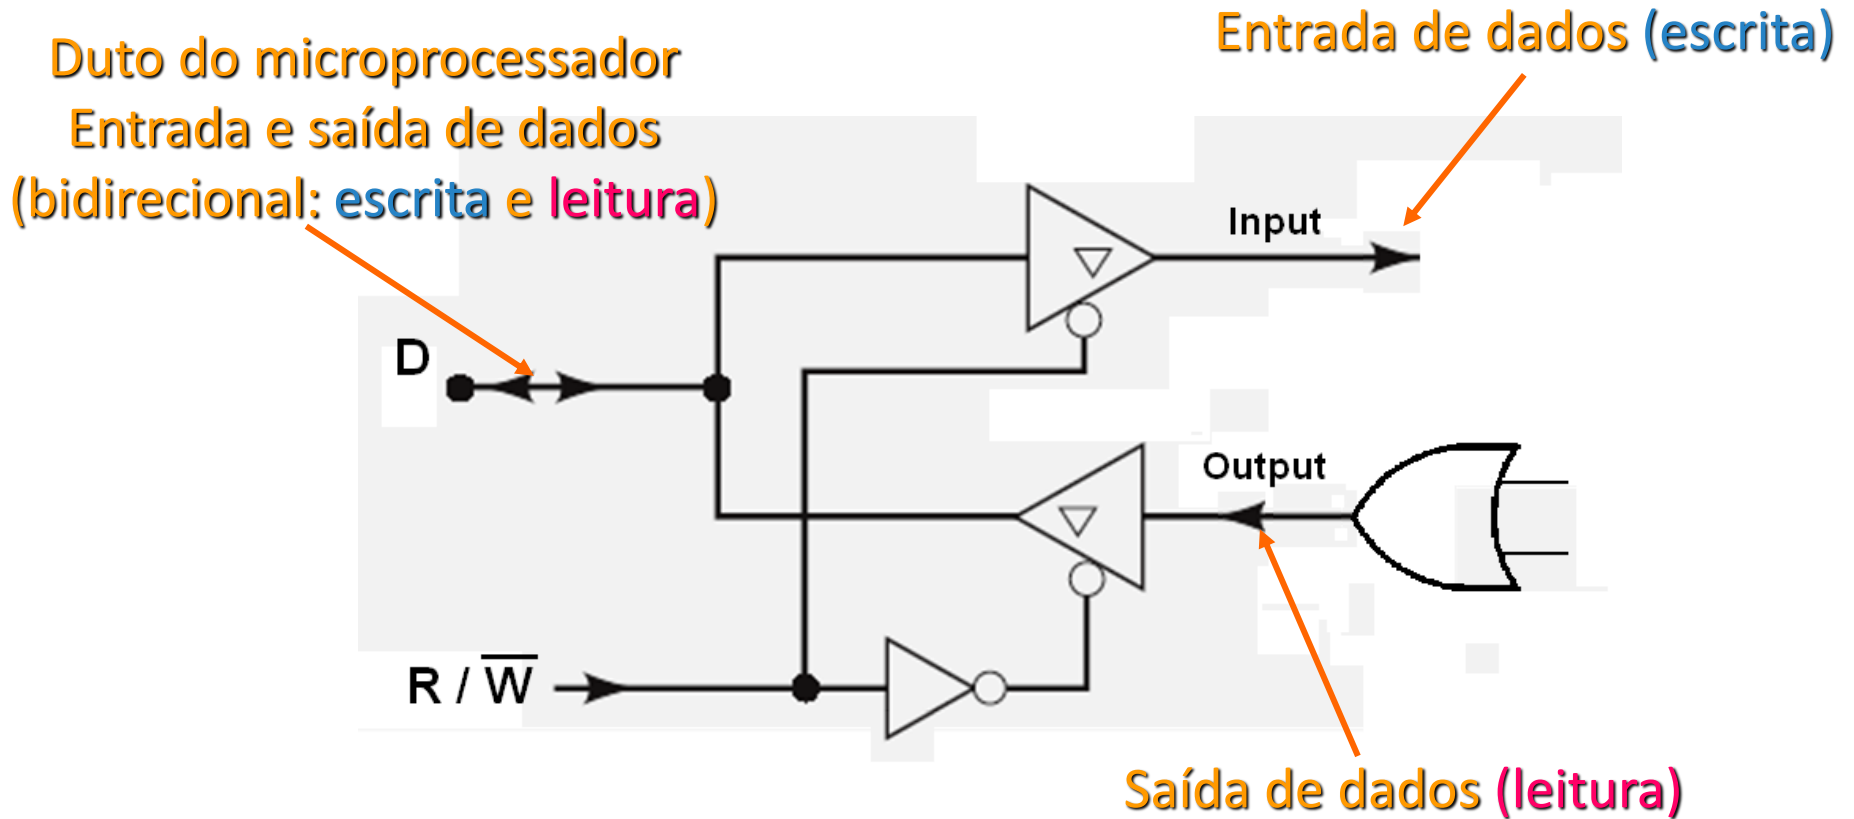 Entrada de dados (escrita)
Duto do microprocessador
Entrada e saída de dados
(bidirecional: escrita e leitura)
Input
D
Output
R / W̅
Saída de dados (leitura)